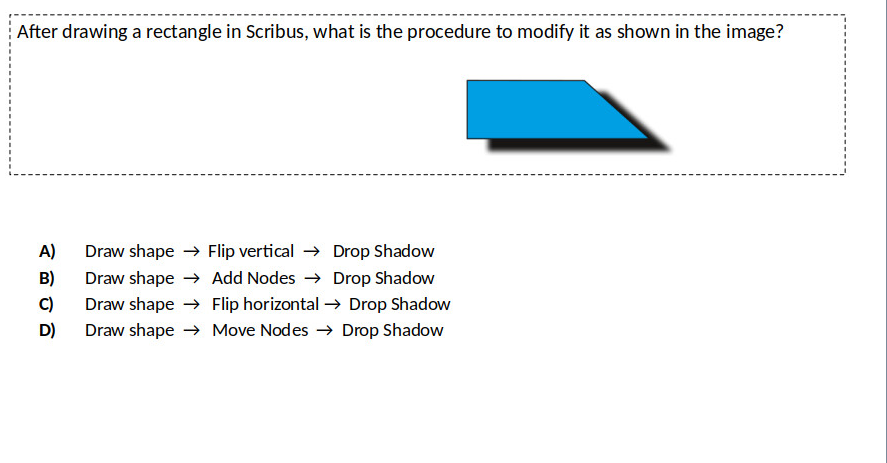 After drawing a rectangle in Scribus, what is the procedure to modify it as shown in the image?
A) Draw shape → Flip vertical → Drop Shadow
B) Draw shape → Add Nodes → Drop Shadow
C) Draw shape → Flip horizontal → Drop Shadow
D) Draw shape → Move Nodes → Drop Shadow